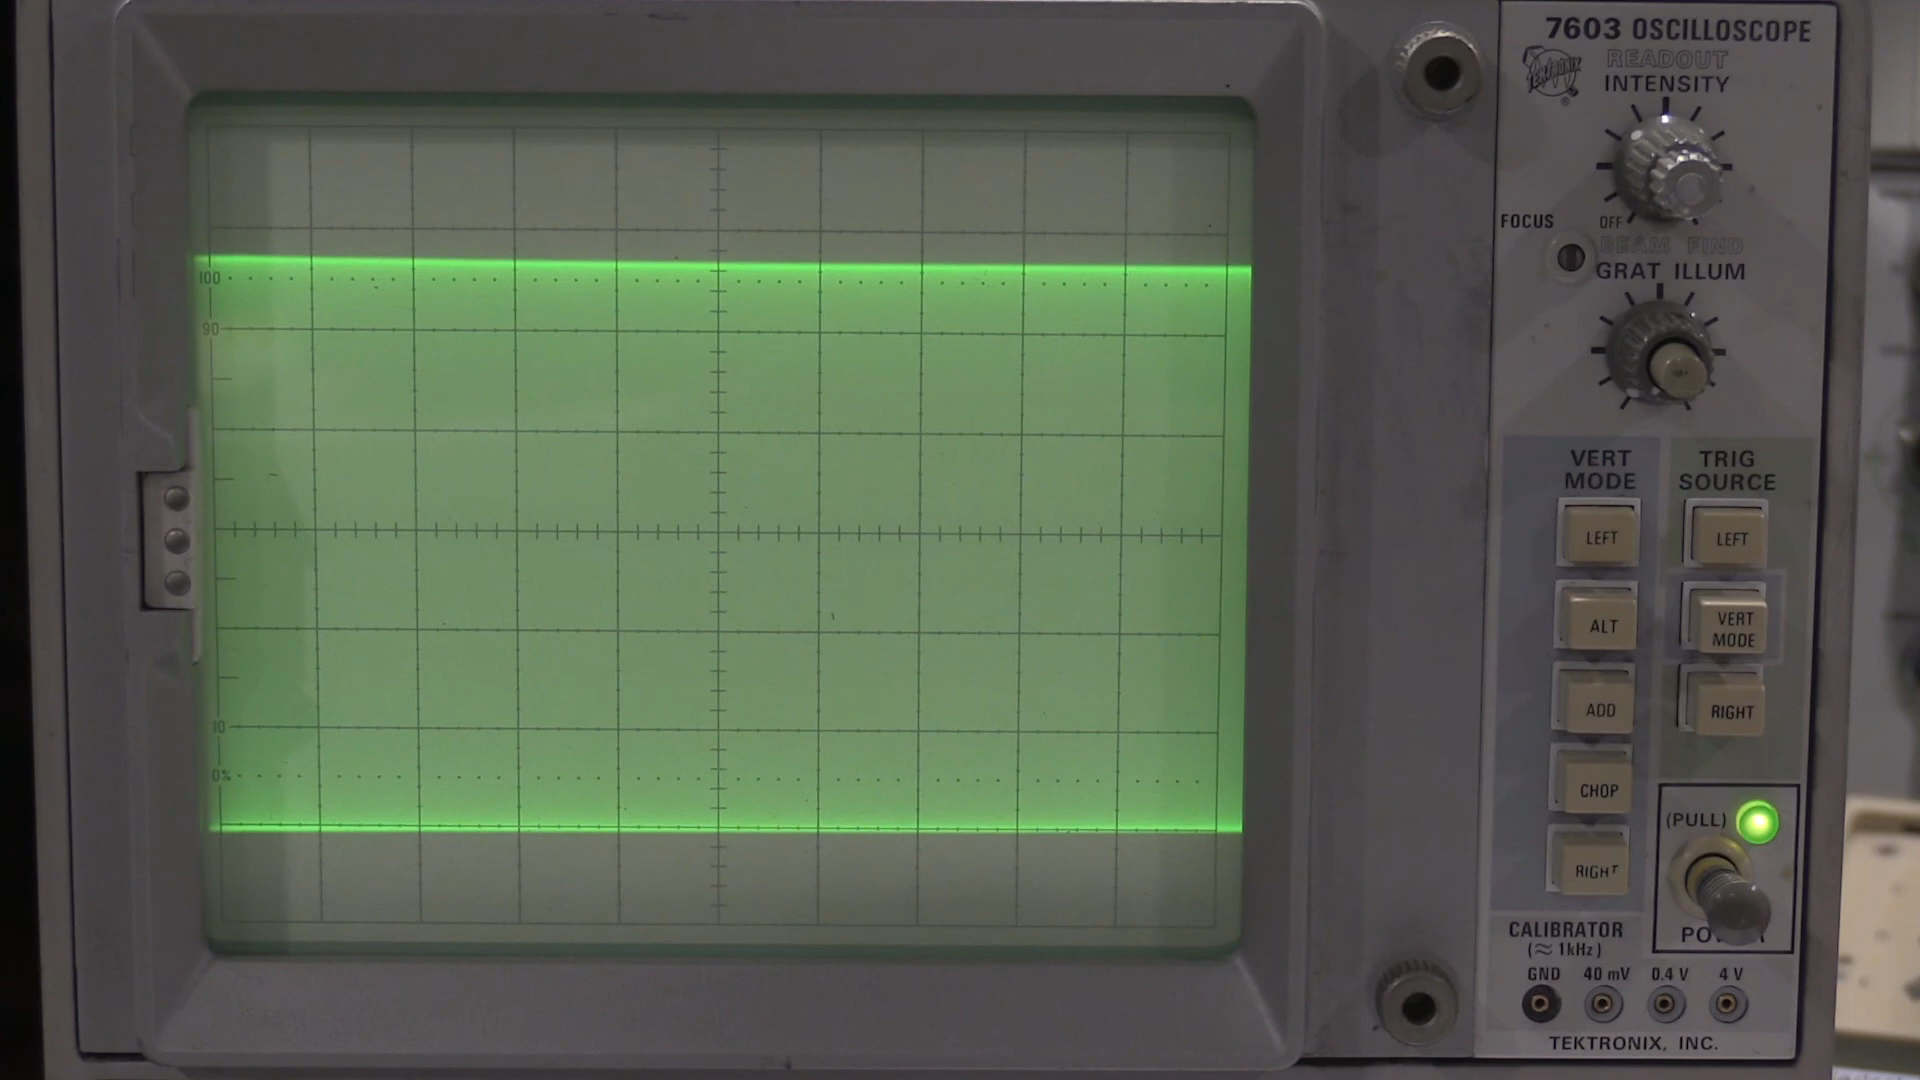 7603 OSCILLOSCOPE
READOUT
INTENSITY
TEKTRONIX
®
FOCUS
OFF
BEAM FIND
GRAT ILLUM
100
90
10
0%
VERT
MODE
TRIG
SOURCE
LEFT
LEFT
ALT
VERT
MODE
ADD
RIGHT
CHOP
RIGHT
(PULL)
CALIBRATOR
(≈ 1kHz)
GND 40 mV 0.4 V 4 V
TEKTRONIX, INC.